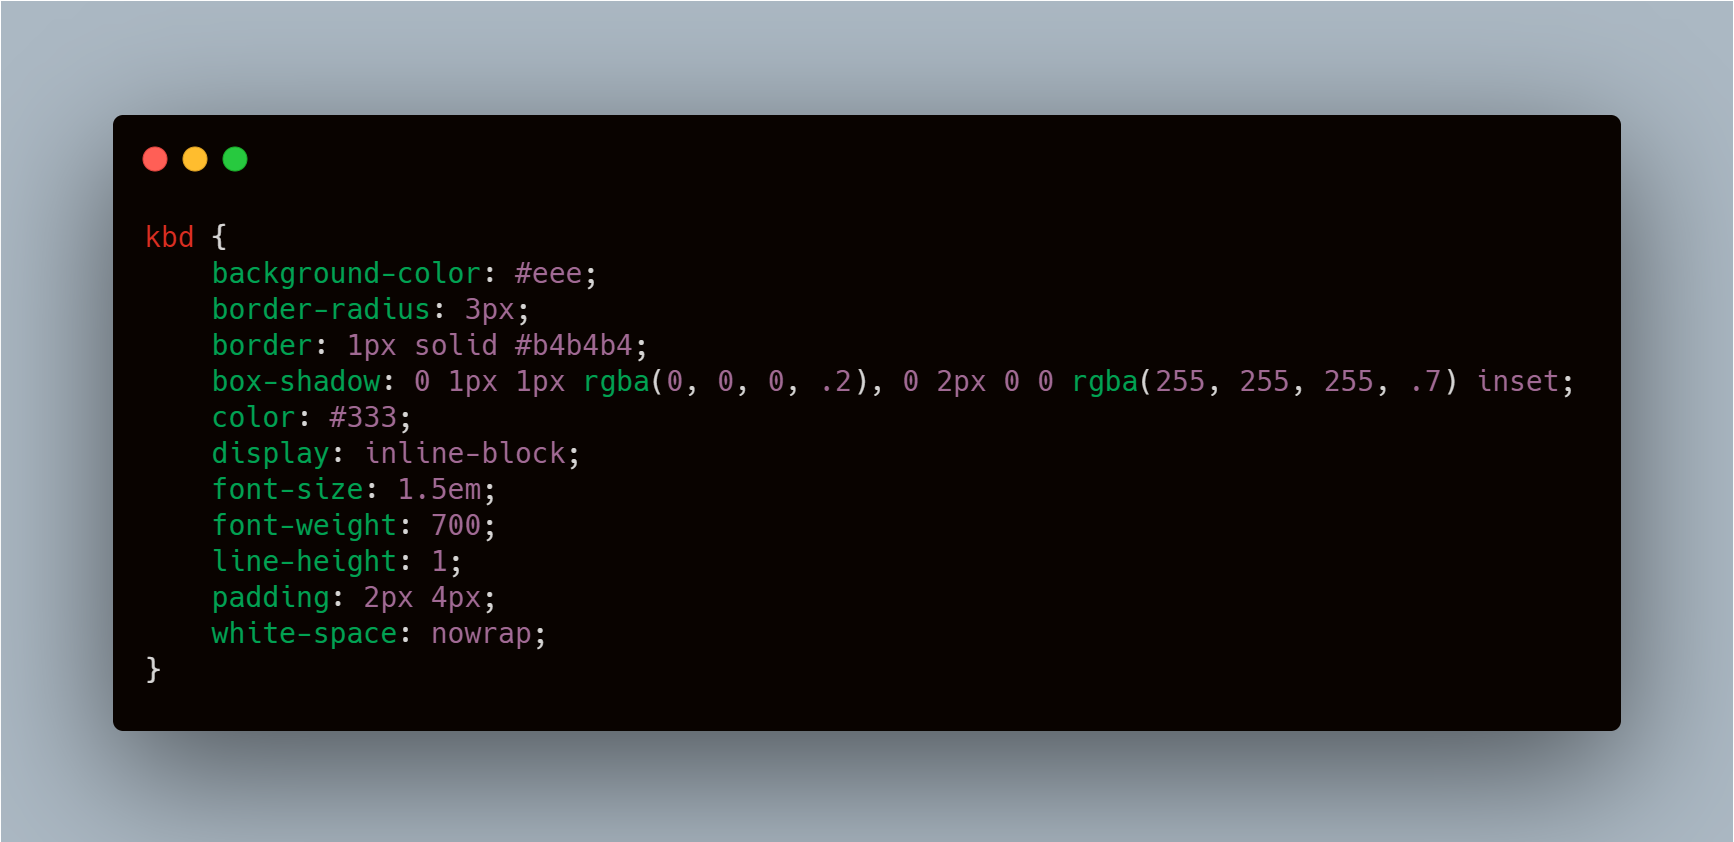 kbd {
    background-color: #eee;
    border-radius: 3px;
    border: 1px solid #b4b4b4;
    box-shadow: 0 1px 1px rgba(0, 0, 0, .2), 0 2px 0 0 rgba(255, 255, 255, .7) inset;
    color: #333;
    display: inline-block;
    font-size: 1.5em;
    font-weight: 700;
    line-height: 1;
    padding: 2px 4px;
    white-space: nowrap;
}